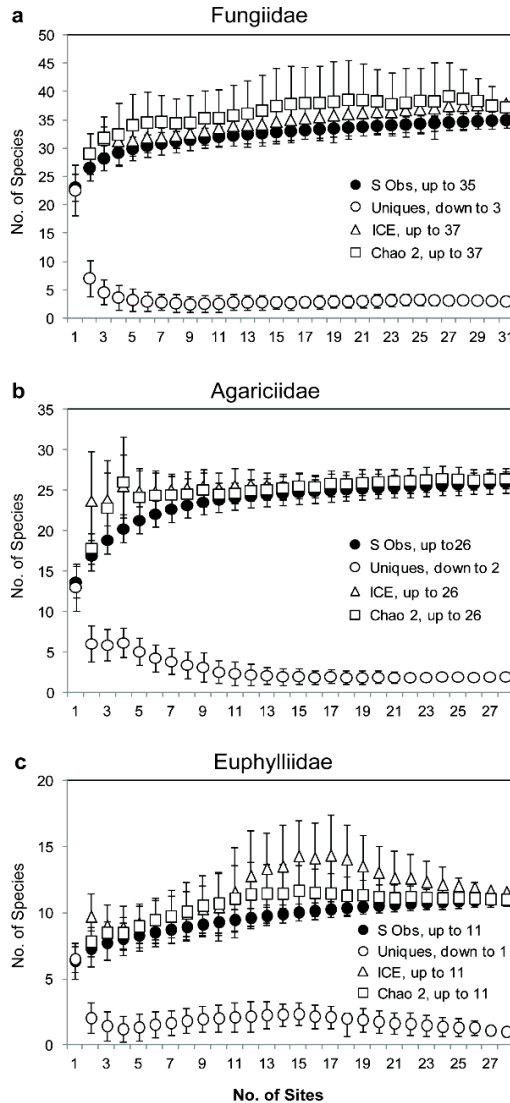 a
Fungiidae
50
45
40
35
30
25
20
15
10
5
0
No. of Species
S Obs, up to 35
Uniques, down to 3
ICE, up to 37
Chao 2, up to 37
1 3 5 7 9 11 13 15 17 19 21 23 25 27 29 31
b
Agariciidae
35
30
25
20
15
10
5
0
No. of Species
S Obs, up to26
Uniques, down to 2
ICE, up to 26
Chao 2, up to 26
1 3 5 7 9 11 13 15 17 19 21 23 25 27
c
Euphylliidae
20
15
10
5
0
No. of Species
S Obs, up to 11
Uniques, down to 1
ICE, up to 11
Chao 2, up to 11
1 3 5 7 9 11 13 15 17 19 21 23 25 27
No. of Sites